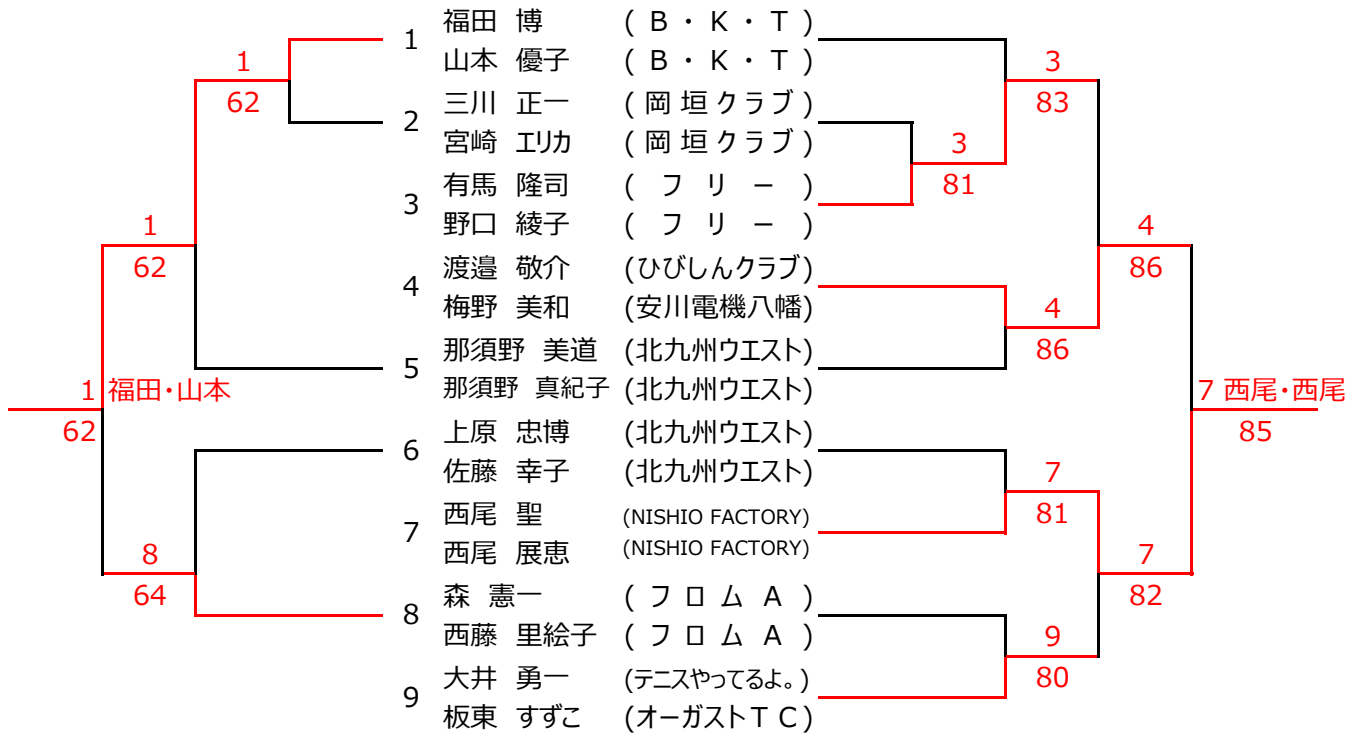 福田 博 (B・K・T)
1
山本 優子 (B・K・T)
三川 正一 (岡垣クラブ)
2
宮崎 エリカ (岡垣クラブ)
有馬 隆司 (フリー)
3
野口 綾子 (フリー)
渡邉 敬介 (ひびしんクラブ)
4
梅野 美和 (安川電機八幡)
那須野 美道 (北九州ウエスト)
5
那須野 真紀子 (北九州ウエスト)
上原 忠博 (北九州ウエスト)
6
佐藤 幸子 (北九州ウエスト)
西尾 聖 (NISHIO FACTORY)
7
西尾 展恵 (NISHIO FACTORY)
森 憲一 (フロムA)
8
西藤 里絵子 (フロムA)
大井 勇一 (テニスやってるよ。)
9
板東 すずこ (オーガストTC)
1
62
1
62
1 福田・山本
62
8
64
3
83
3
81
4
86
4
86
7 西尾・西尾
85
7
81
7
82
9
80